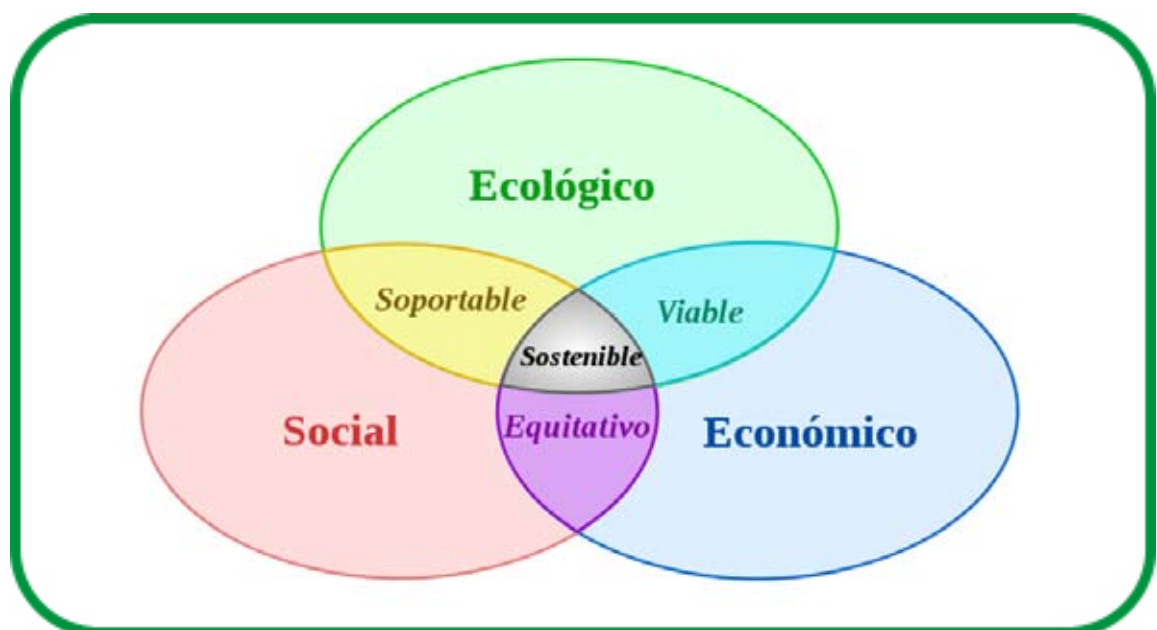 Ecológico
Soportable
Viable
Sostenible
Social
Equitativo
Económico